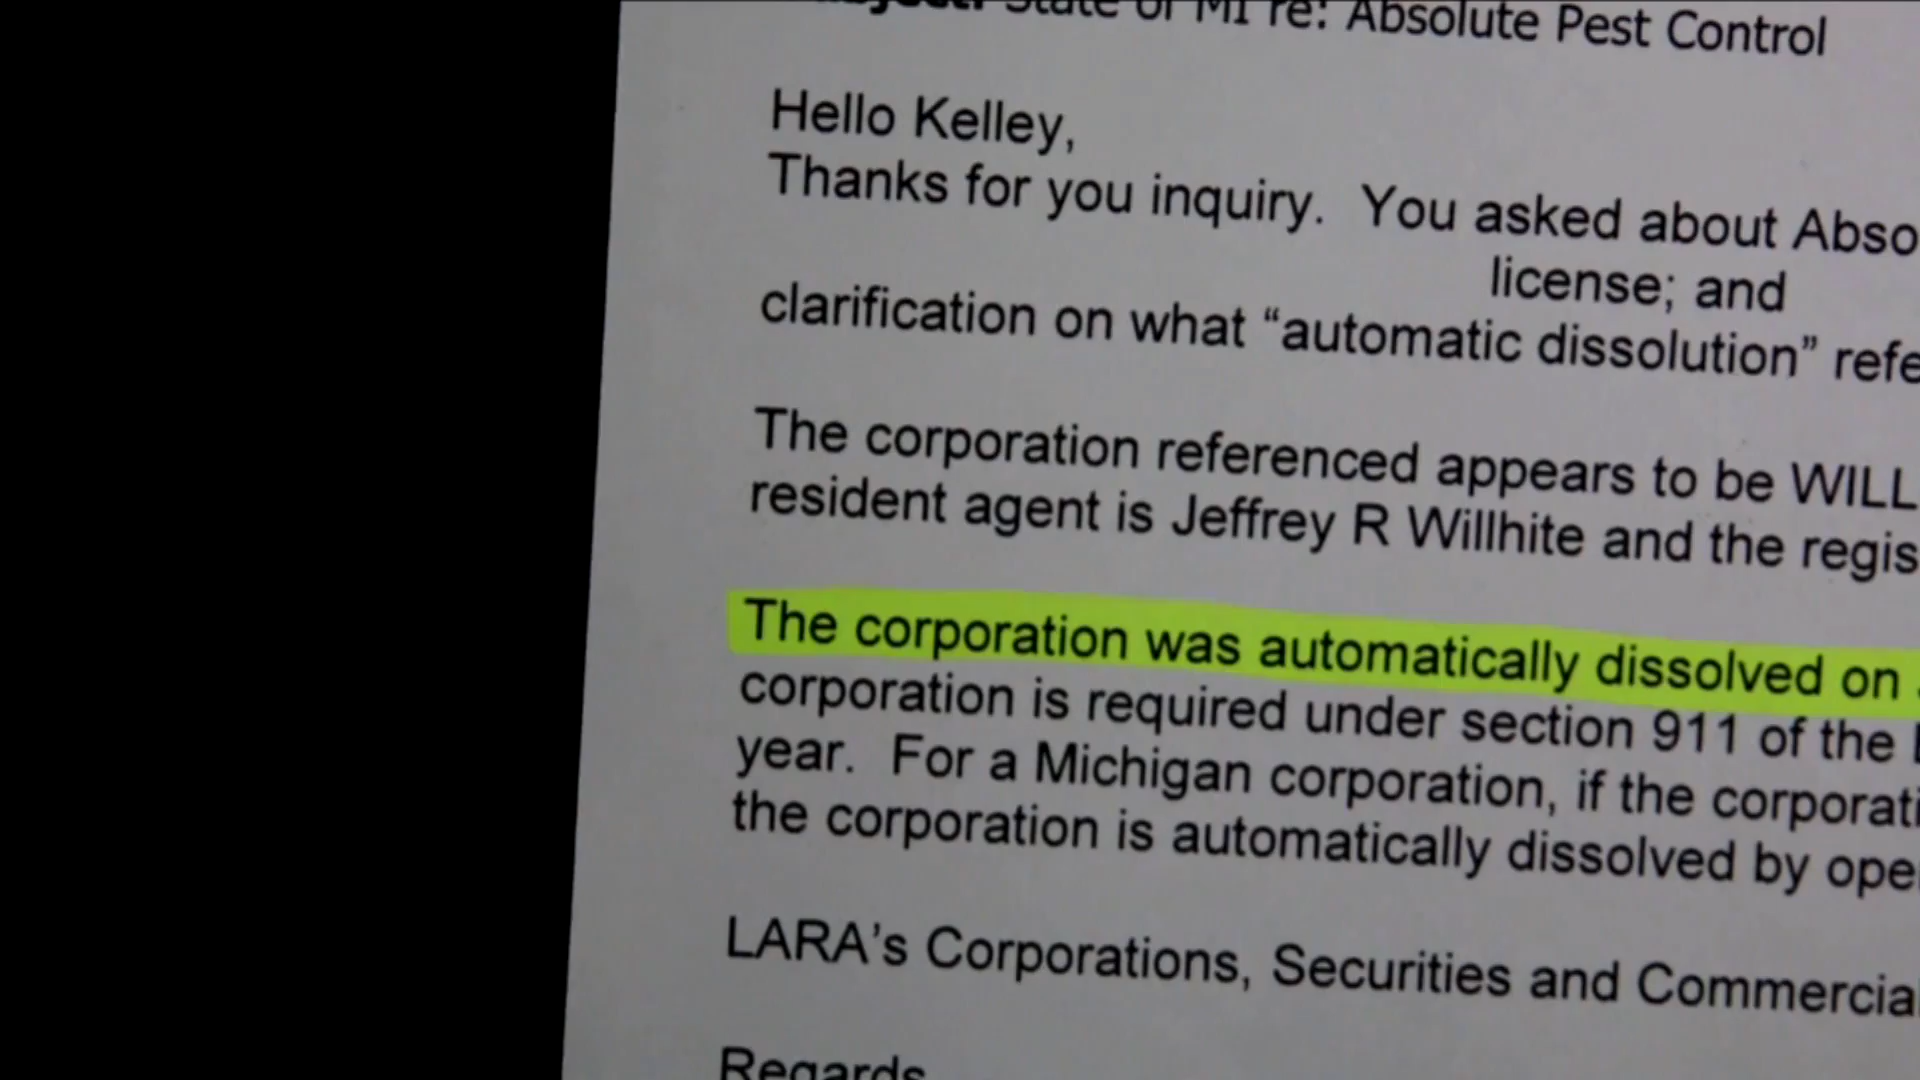 Subject: State of MI re: Absolute Pest Control
Hello Kelley,
Thanks for you inquiry.  You asked about Abso
license; and
clarification on what “automatic dissolution” refe
The corporation referenced appears to be WILL
resident agent is Jeffrey R Willhite and the regis
The corporation was automatically dissolved on
corporation is required under section 911 of the
year.  For a Michigan corporation, if the corporati
the corporation is automatically dissolved by ope
LARA’s Corporations, Securities and Commercia
Regards